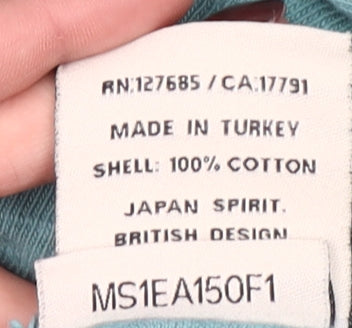 RN:127685 / CA:17791
MADE IN TURKEY
SHELL: 100% COTTON
JAPAN SPIRIT.
BRITISH DESIGN
MS1EA150F1